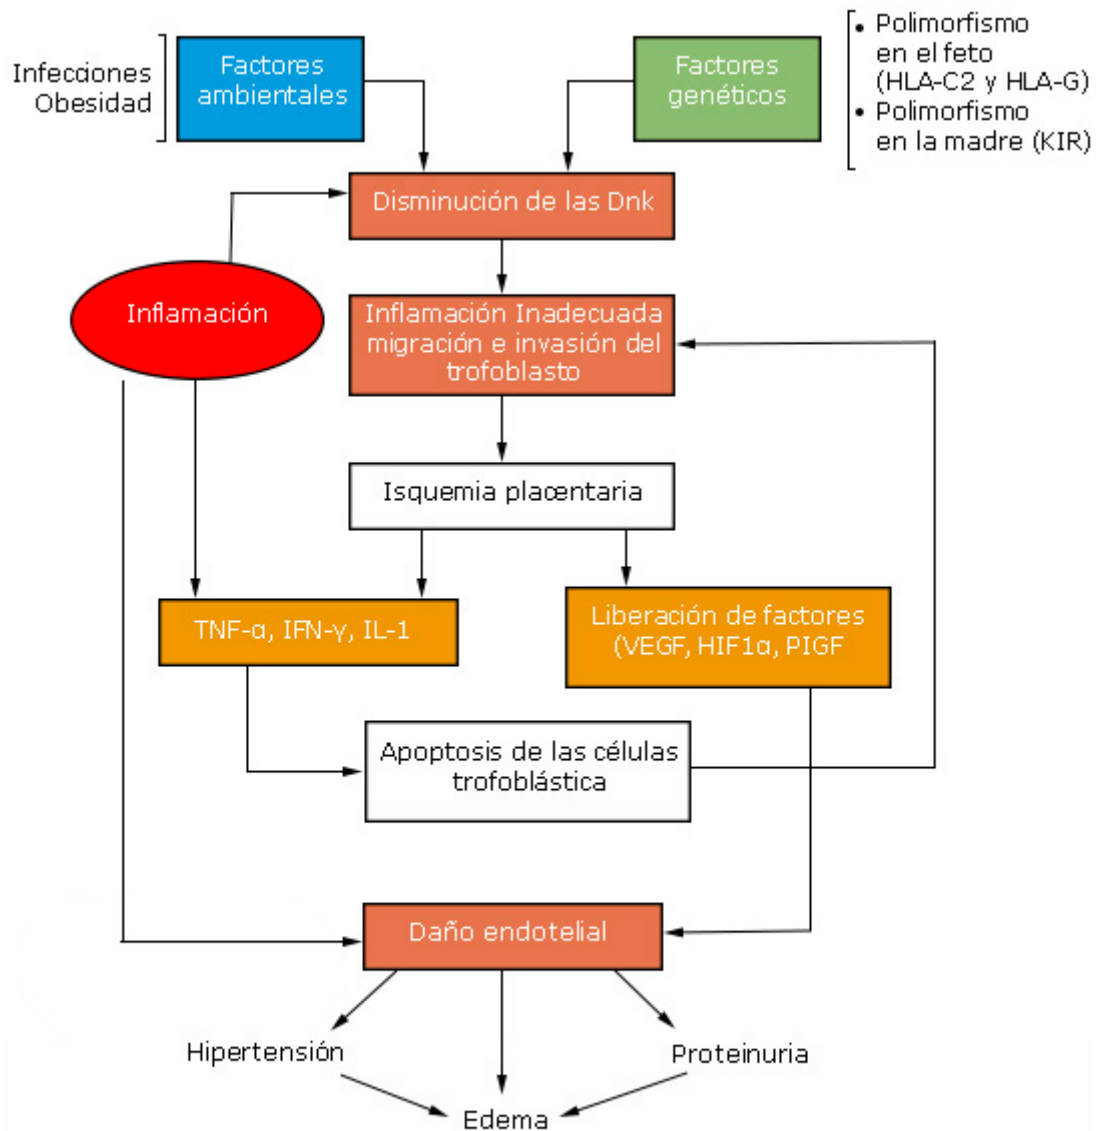 Infecciones
Obesidad
Factores
ambientales
Factores
genéticos
• Polimorfismo
en el feto
(HLA-C2 y HLA-G)
• Polimorfismo
en la madre (KIR)
Disminución de las Dnk
Inflamación
Inflamación Inadecuada
migración e invasión del
trofoblasto
Isquemia placentaria
TNF-α, IFN-γ, IL-1
Liberación de factores
(VEGF, HIF1α, PIGF
Apoptosis de las células
trofoblástica
Daño endotelial
Hipertensión
Proteinuria
Edema